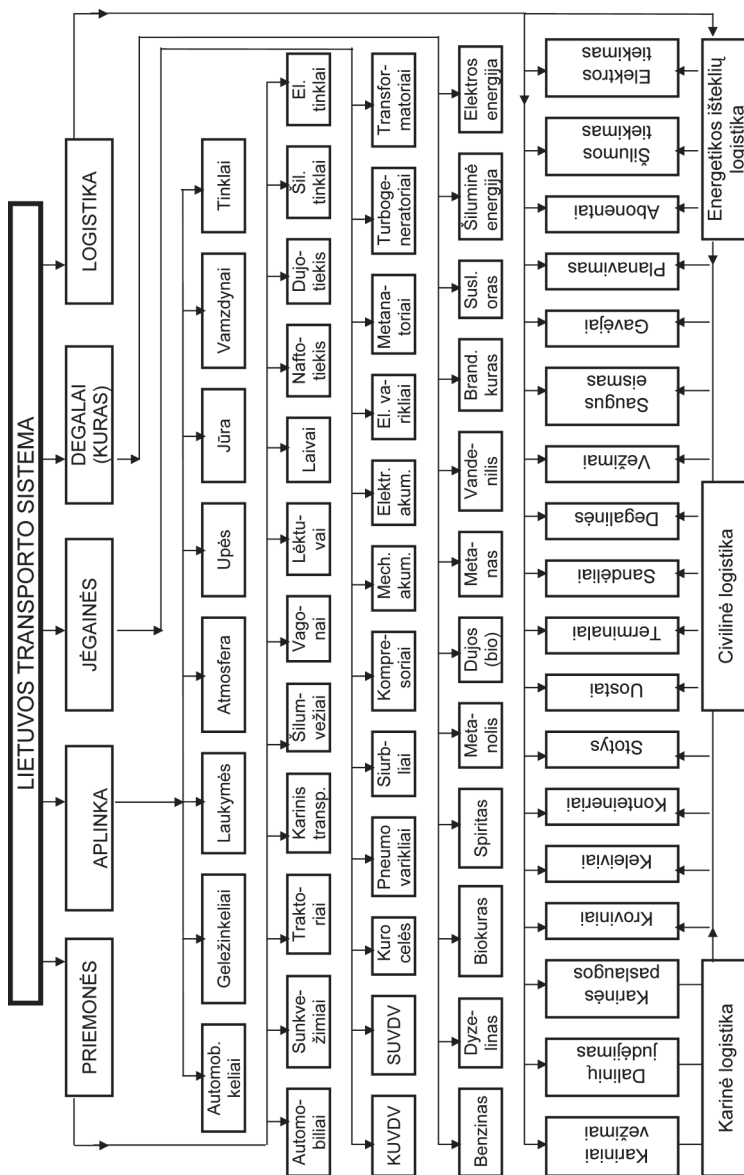 LIETUVOS TRANSPORTO SISTEMA
PRIEMONĖS
APLINKA
JĖGAINĖS
DEGALAI
(KURAS)
LOGISTIKA
Automob.
keliai
Geležinkeliai
Laukymės
Atmosfera
Upės
Jūra
Vamzdynai
Tinklai
Automo-
biliai
Sunkve-
žimiai
Trakto-
riai
Karinis
transp.
Šilum-
vežiai
Vago-
nai
Lėktu-
vai
Laivai
Nafto-
tiekis
Dujo-
tiekis
Šil.
tinklai
El.
tinklai
KUVDV
SUVDV
Kuro
celės
Pneumo
varikliai
Siurb-
liai
Kompre-
soriai
Mech.
akum.
Elektr.
akum.
El. va-
rikliai
Metana-
toriai
Turboge-
neratoriai
Transfor-
matoriai
Benzinas
Dyze-
linas
Biokuras
Spiritas
Meta-
nolis
Dujos
(bio)
Meta-
nas
Vande-
nilis
Brand.
kuras
Susl.
oras
Šiluminė
energija
Elektros
energija
Kariniai
vežimai
Dalinių
judėjimas
Karinės
paslaugos
Kroviniai
Keleiviai
Konteineriai
Stotys
Uostai
Terminalai
Sandėliai
Degalinės
Vežimai
Saugus
eismas
Gavėjai
Planavimas
Abonentai
Šilumos
tiekimas
Elektros
tiekimas
Karinė logistika
Civilinė logistika
Energetikos išteklių
logistika